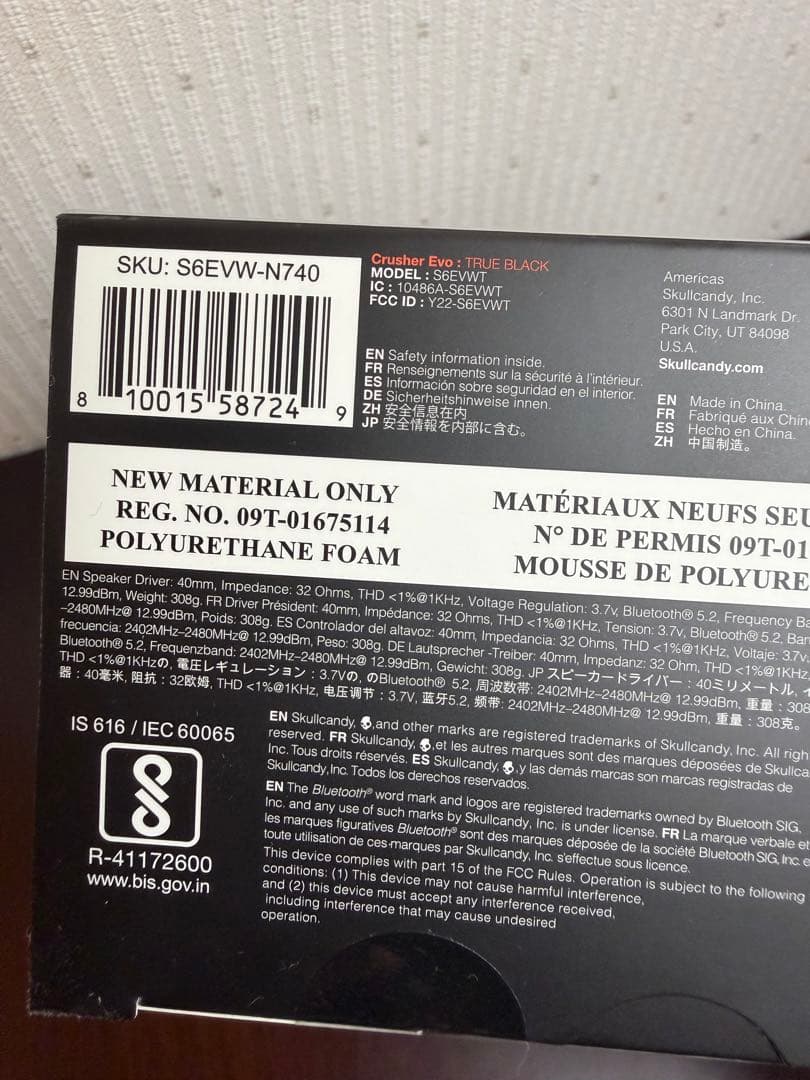 SKU: S6EVW-N740
8 10015 58724 9
Crusher Evo : TRUE BLACK
MODEL : S6EVWT
IC : 10486A-S6EVWT
FCC ID : Y22-S6EVWT
EN Safety information inside.
FR Renseignements sur la sécurité à l'intérieur.
ES Información sobre seguridad en el interior.
DE Sicherheitshinweise innen.
ZH 安全信息在内
JP 安全情報を内部に含む。
Americas
Skullcandy, Inc.
6301 N Landmark Dr.
Park City, UT 84098
U.S.A.
Skullcandy.com
EN Made in China.
FR Fabriqué aux Chin
ES Hecho en China.
ZH 中国制造。
NEW MATERIAL ONLY
REG. NO. 09T-01675114
POLYURETHANE FOAM
MATÉRIAUX NEUFS SEU
N° DE PERMIS 09T-01
MOUSSE DE POLYURE
EN Speaker Driver: 40mm, Impedance: 32 Ohms, THD <1%@1KHz, Voltage Regulation: 3.7v, Bluetooth® 5.2, Frequency Ba
12.99dBm, Weight: 308g. FR Driver Président: 40mm, Impédance: 32 Ohms, THD <1%@1KHz, Tension: 3.7v, Bluetooth® 5.2, Ban
–2480MHz@ 12.99dBm, Poids: 308g. ES Controlador del altavoz: 40mm, Impedancia: 32 Ohms, THD <1%@1KHz, Voltaje: 3.7v,
frecuencia: 2402MHz–2480MHz@ 12.99dBm, Peso: 308g. DE Lautsprecher -Treiber: 40mm, Impedanz: 32 Ohm, THD <1%@1KHz,
Bluetooth® 5.2, Frequenzband: 2402MHz–2480MHz@ 12.99dBm, Gewicht: 308g. JP スピーカードライバー：40ミリメートル,
THD <1%@1KHzの, 電圧レギュレーション：3.7Vの, のBluetooth® 5.2, 周波数帯: 2402MHz–2480MHz@ 12.99dBm, 重量：308
器：40毫米, 阻抗：32欧姆, THD <1%@1KHz, 电压调节：3.7V, 蓝牙5.2, 频带: 2402MHz–2480MHz@ 12.99dBm, 重量：308克。
IS 616 / IEC 60065
R-41172600
www.bis.gov.in
EN Skullcandy, ,and other marks are registered trademarks of Skullcandy, Inc. All righ
reserved. FR Skullcandy, ,et les autres marques sont des marques déposées de Skullca
Inc. Tous droits réservés. ES Skullcandy, ,y las demás marcas son marcas registradas de
Skullcandy, Inc. Todos los derechos reservados.
EN The Bluetooth® word mark and logos are registered trademarks owned by Bluetooth SIG,
Inc. and any use of such marks by Skullcandy, Inc. is under license. FR La marque verbale et
les marques figuratives Bluetooth® sont des marques déposée de la société Bluetooth SIG, Inc. e
toute utilisation de ces marques par Skullcandy, Inc. s'effectue sous licence.
This device complies with part 15 of the FCC Rules. Operation is subject to the following
conditions: (1) This device may not cause harmful interference,
and (2) this device must accept any interference received,
including interference that may cause undesired
operation.